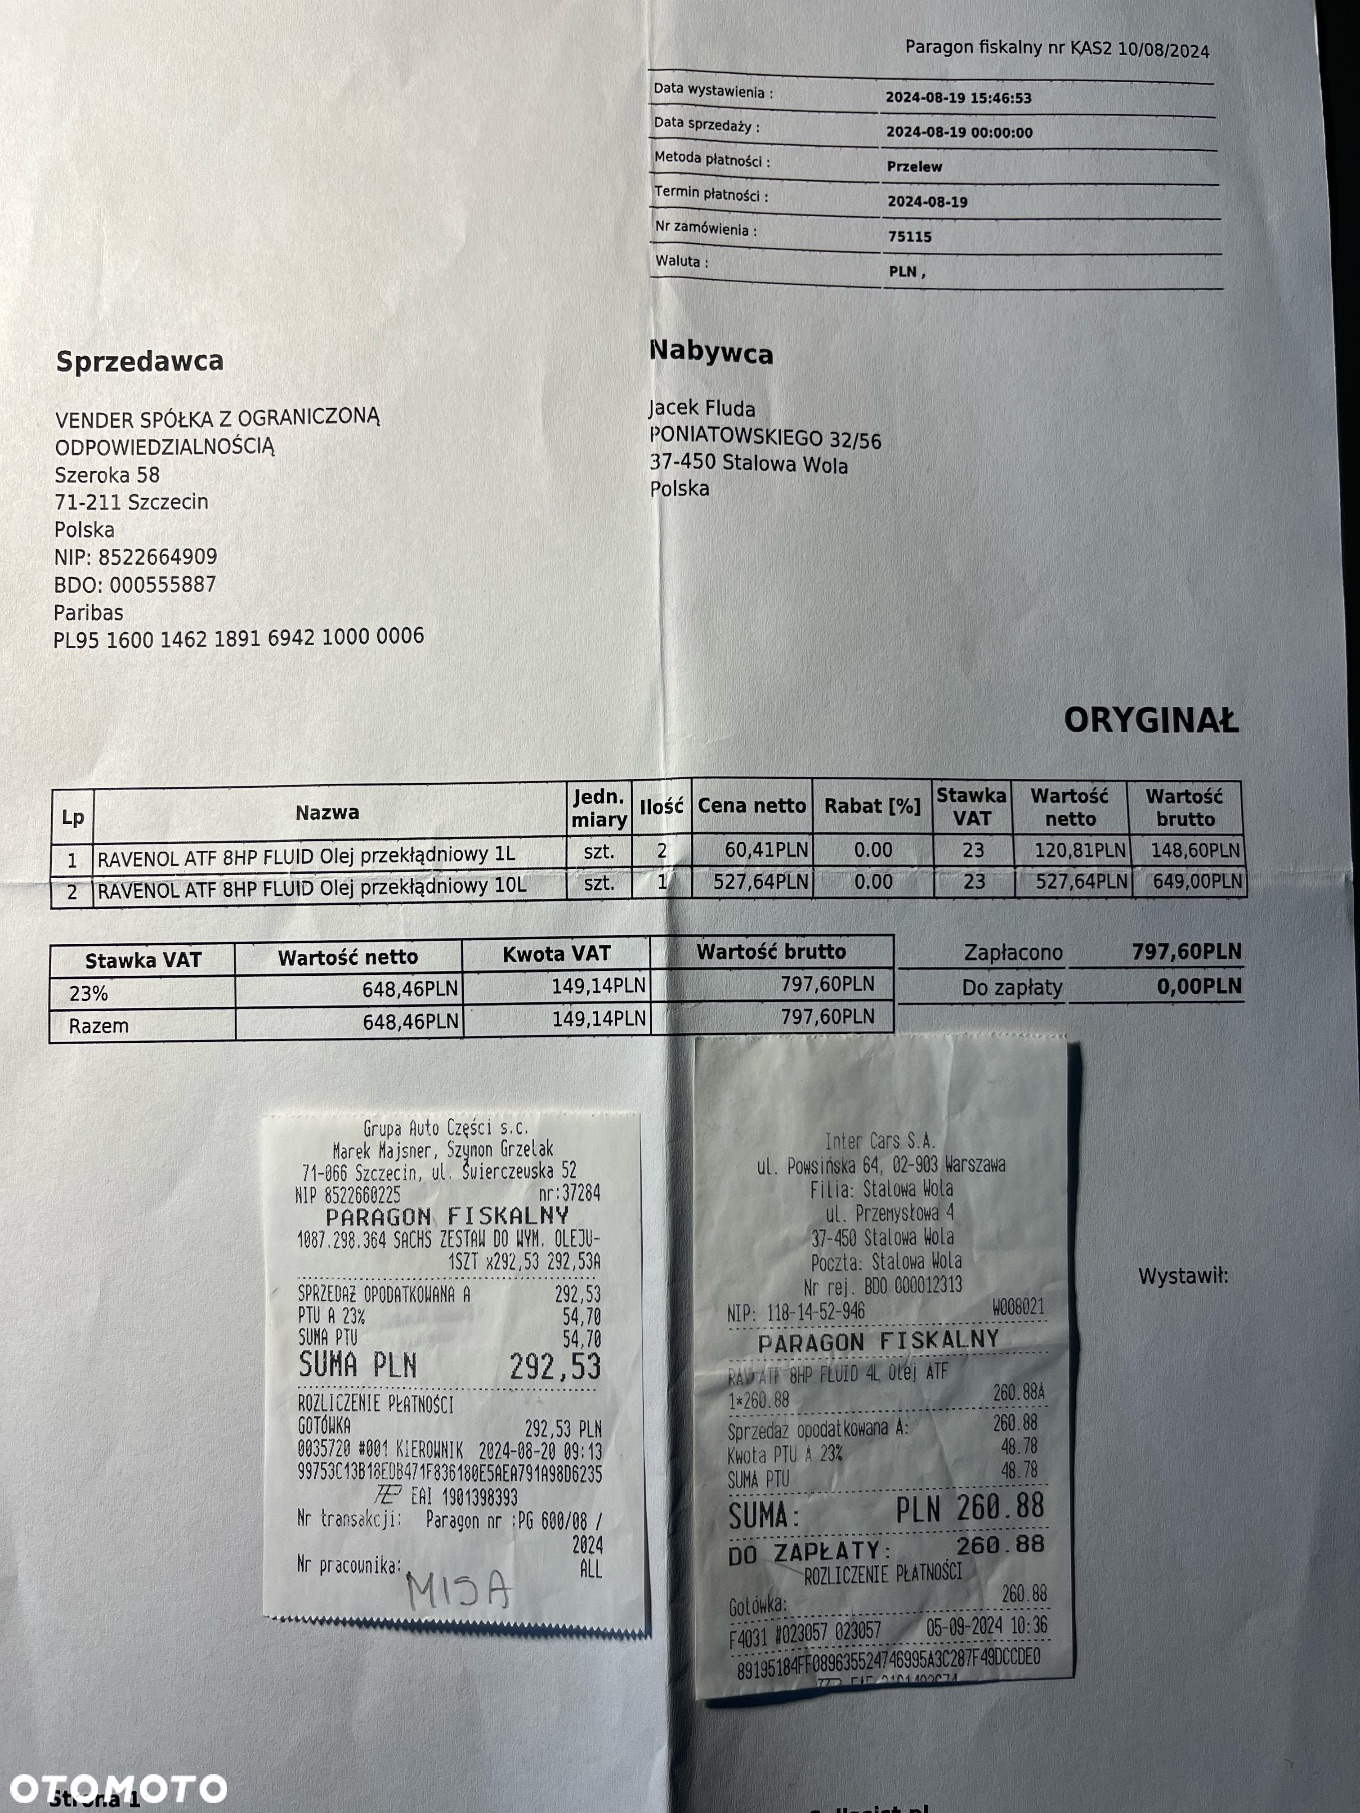 Paragon fiskalny nr KAS2 10/08/2024
Data wystawienia : 2024-08-19 15:46:53
Data sprzedaży : 2024-08-19 00:00:00
Metoda płatności : Przelew
Termin płatności : 2024-08-19
Nr zamówienia : 75115
Waluta : PLN ,
Sprzedawca
VENDER SPÓŁKA Z OGRANICZONĄ
ODPOWIEDZIALNOŚCIĄ
Szeroka 58
71-211 Szczecin
Polska
NIP: 8522664909
BDO: 000555887
Paribas
PL95 1600 1462 1891 6942 1000 0006
Nabywca
Jacek Fluda
PONIATOWSKIEGO 32/56
37-450 Stalowa Wola
Polska
ORYGINAŁ
Lp Nazwa Jedn. miary Ilość Cena netto Rabat [%] Stawka VAT Wartość netto Wartość brutto
1 RAVENOL ATF 8HP FLUID Olej przekłądniowy 1L szt. 2 60,41PLN 0.00 23 120,81PLN 148,60PLN
2 RAVENOL ATF 8HP FLUID Olej przekłądniowy 10L szt. 1 527,64PLN 0.00 23 527,64PLN 649,00PLN
Stawka VAT Wartość netto Kwota VAT Wartość brutto
23% 648,46PLN 149,14PLN 797,60PLN
Razem 648,46PLN 149,14PLN 797,60PLN
Zapłacono 797,60PLN
Do zapłaty 0,00PLN
Grupa Auto Części s.c.
Marek Majsner, Szymon Grzelak
71-066 Szczecin, ul. Świerczewska 52
NIP 8522660225 nr:37284
PARAGON FISKALNY
1087.298.364 SACHS ZESTAW DO WYM. OLEJU-
1SZT x292,53 292,53A
SPRZEDAŻ OPODATKOWANA A 292,53
PTU A 23% 54,70
SUMA PTU 54,70
SUMA PLN 292,53
ROZLICZENIE PŁATNOŚCI
GOTÓWKA 292,53 PLN
0035720 #001 KIEROWNIK 2024-08-20 09:13
99753C13B18EDB471F836180E5AEA791A98D6235
EAI 1901398393
Nr transakcji: Paragon nr :PG 600/08 /
2024
Nr pracownika: ALL
MISA
Inter Cars S.A.
ul. Powsińska 64, 02-903 Warszawa
Filia: Stalowa Wola
ul. Przemysłowa 4
37-450 Stalowa Wola
Poczta: Stalowa Wola
Nr rej. BDO 000012313
NIP: 118-14-52-946 W008021
PARAGON FISKALNY
RAV ATF 8HP FLUID 4L Olej ATF
1*260.88 260.88A
Sprzedaż opodatkowana A: 260.88
Kwota PTU A 23% 48.78
SUMA PTU 48.78
SUMA: PLN 260.88
DO ZAPŁATY: 260.88
ROZLICZENIE PŁATNOŚCI
Gotówka: 260.88
F4031 #023057 023057 05-09-2024 10:36
89195184FF089635524746995A3C287F49DCCDE0
Wystawił:
OTOMOTO
Strona 1